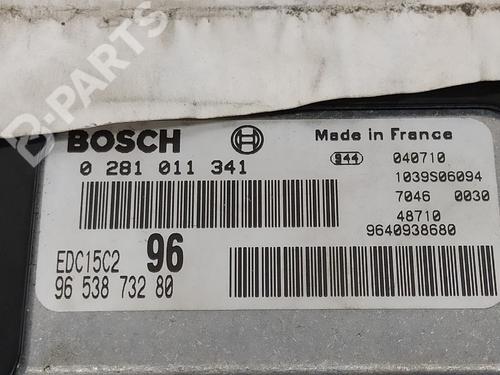 B-PARTS
BOSCH
Made in France
0 281 011 341
944 040710
1039S06094
7046 0030
48710
9640938680
EDC15C2 96
96 538 732 80